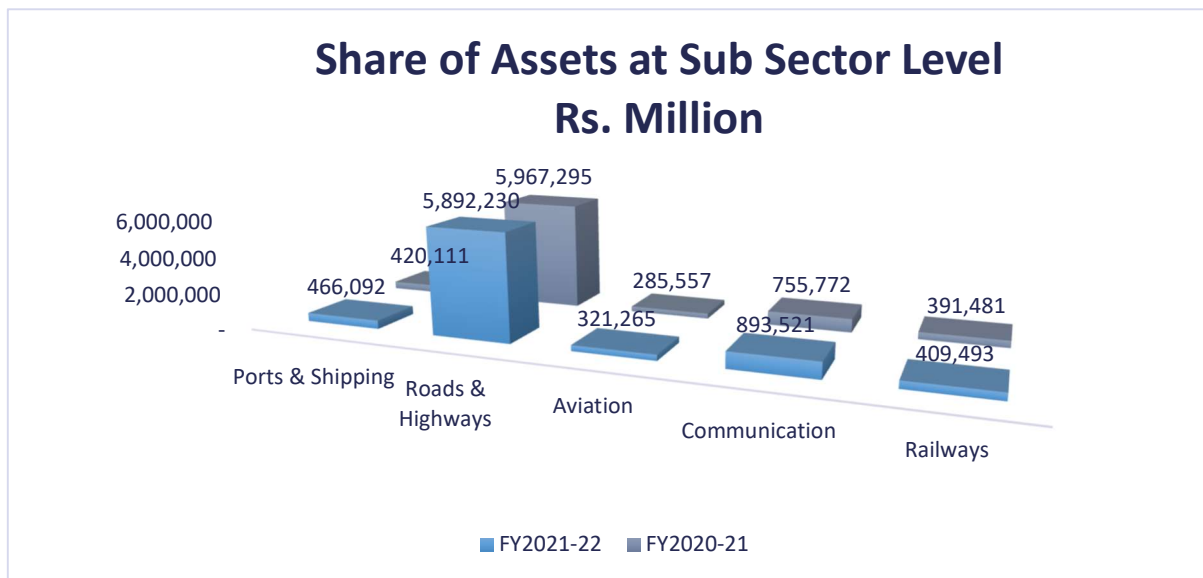 Share of Assets at Sub Sector Level
Rs. Million
5,967,295
5,892,230
6,000,000
420,111
4,000,000
285,557
755,772
466,092
391,481
2,000,000
321,265
893,521
409,493
-
Ports & Shipping
Roads &
Highways
Aviation
Communication
Railways
FY2021-22
FY2020-21